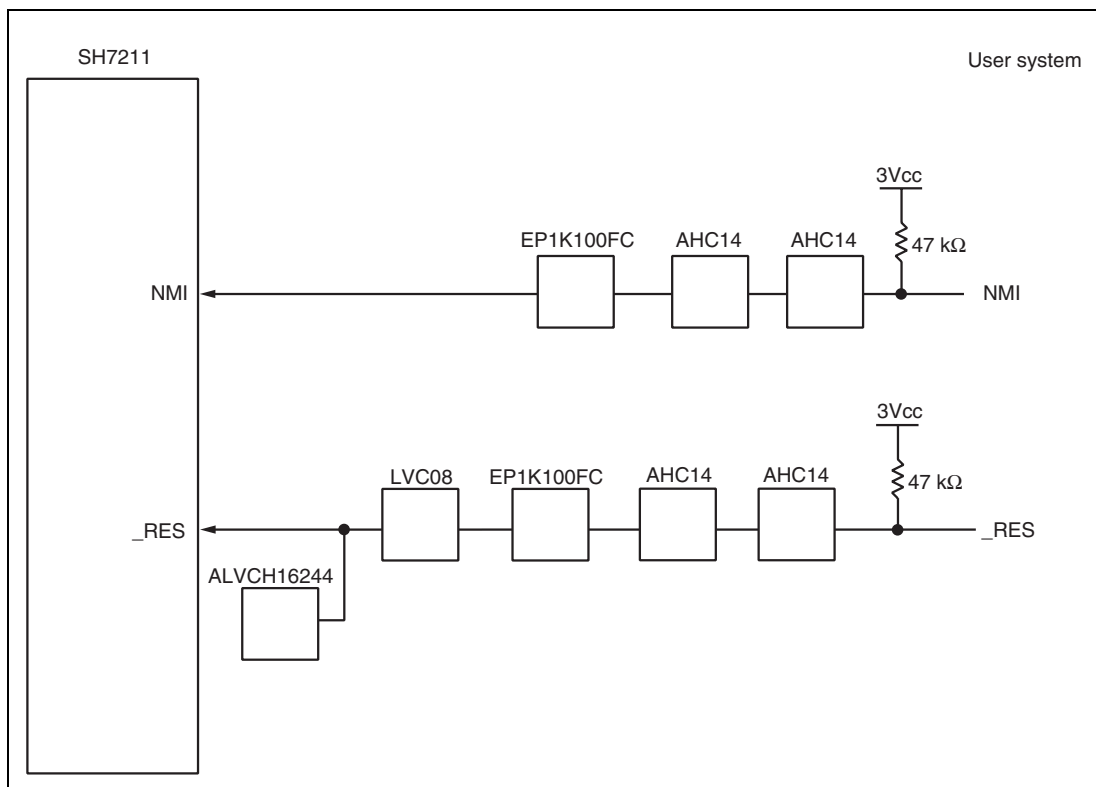 SH7211
User system
3Vcc
47 kΩ
EP1K100FC AHC14 AHC14
NMI
NMI
3Vcc
47 kΩ
LVC08 EP1K100FC AHC14 AHC14
_RES
_RES
ALVCH16244